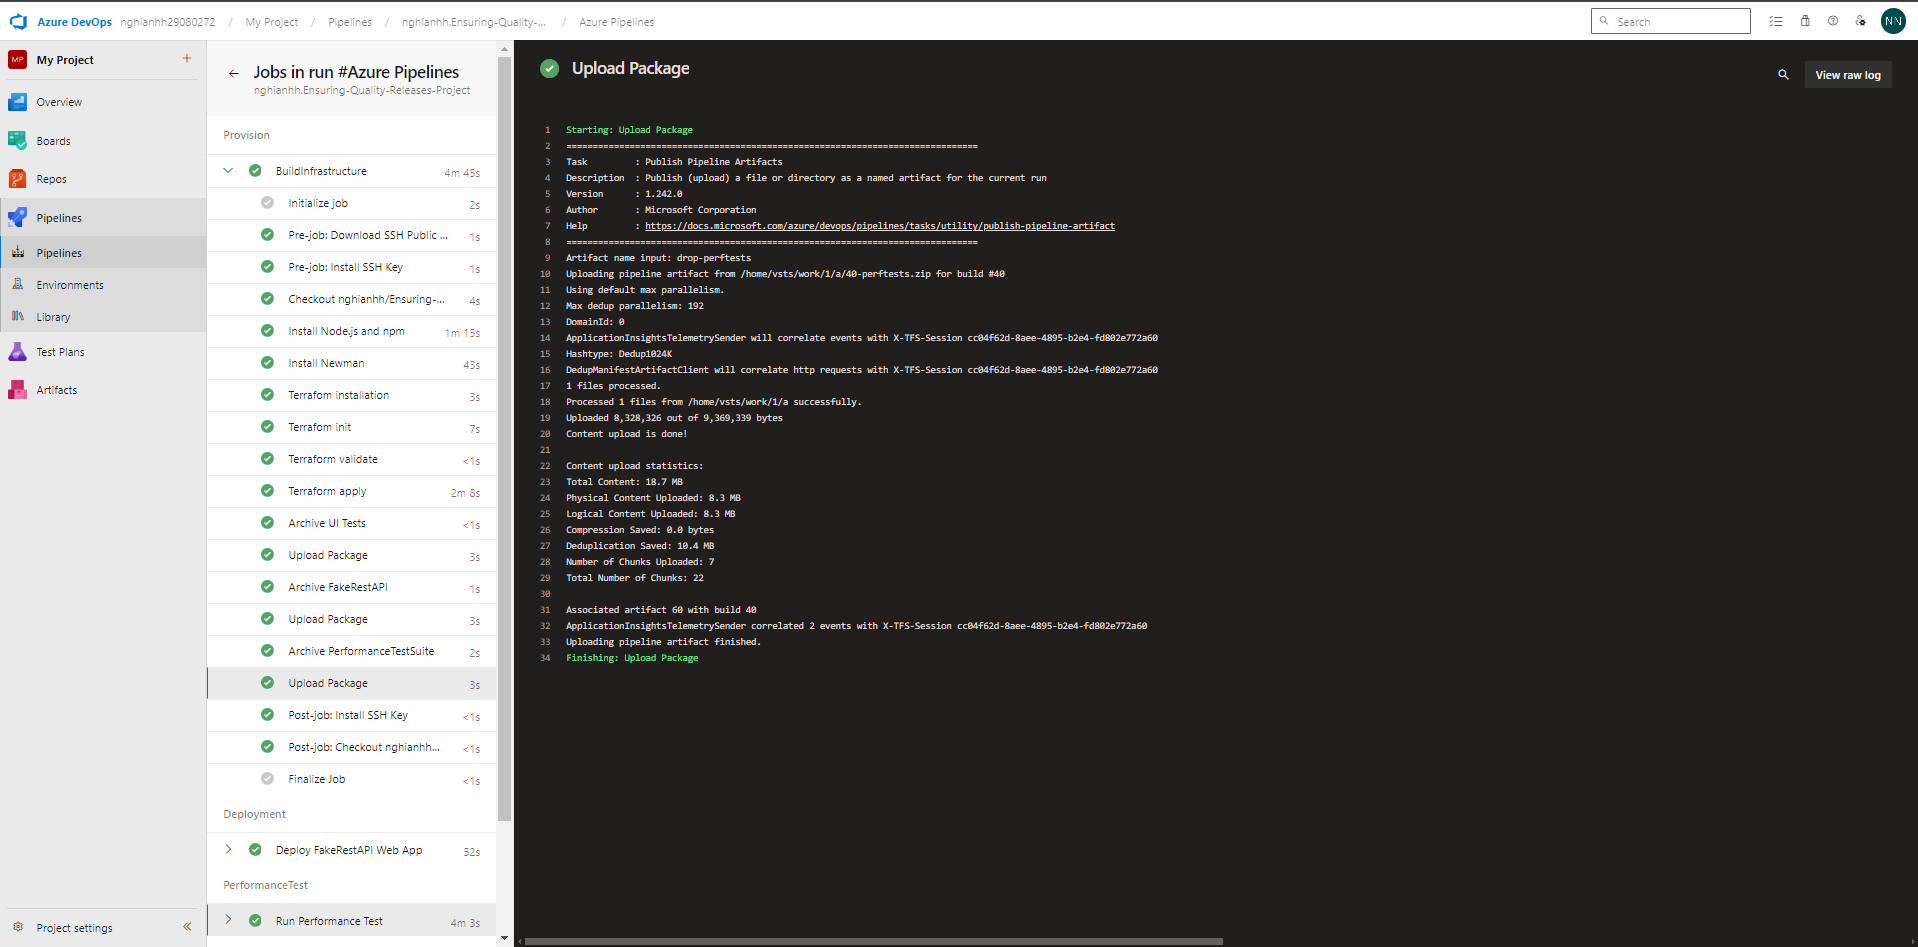 Azure DevOps nghianhh29080272 / My Project / Pipelines / nghianhh.Ensuring-Quality-... / Azure Pipelines
Search
NN
MP My Project
Overview
Boards
Repos
Pipelines
Pipelines
Environments
Library
Test Plans
Artifacts
Project settings
Jobs in run #Azure Pipelines
nghianhh.Ensuring-Quality-Releases-Project
Provision
BuildInfrastructure 4m 45s
Initialize job 2s
Pre-job: Download SSH Public ... 1s
Pre-job: Install SSH Key 1s
Checkout nghianhh/Ensuring-... 4s
Install Node.js and npm 1m 15s
Install Newman 43s
Terrafom installation 3s
Terrafom init 7s
Terraform validate <1s
Terraform apply 2m 8s
Archive UI Tests <1s
Upload Package 3s
Archive FakeRestAPI 1s
Upload Package 3s
Archive PerformanceTestSuite 2s
Upload Package 3s
Post-job: Install SSH Key <1s
Post-job: Checkout nghianhh... <1s
Finalize Job <1s
Deployment
Deploy FakeRestAPI Web App 52s
PerformanceTest
Run Performance Test 4m 3s
Upload Package
View raw log
1 Starting: Upload Package
2 ==============================================================================
3 Task : Publish Pipeline Artifacts
4 Description : Publish (upload) a file or directory as a named artifact for the current run
5 Version : 1.242.0
6 Author : Microsoft Corporation
7 Help : https://docs.microsoft.com/azure/devops/pipelines/tasks/utility/publish-pipeline-artifact
8 ==============================================================================
9 Artifact name input: drop-perftests
10 Uploading pipeline artifact from /home/vsts/work/1/a/40-perftests.zip for build #40
11 Using default max parallelism.
12 Max dedup parallelism: 192
13 DomainId: 0
14 ApplicationInsightsTelemetrySender will correlate events with X-TFS-Session cc04f62d-8aee-4895-b2e4-fd802e772a60
15 Hashtype: Dedup1024K
16 DedupManifestArtifactClient will correlate http requests with X-TFS-Session cc04f62d-8aee-4895-b2e4-fd802e772a60
17 1 files processed.
18 Processed 1 files from /home/vsts/work/1/a successfully.
19 Uploaded 8,328,326 out of 9,369,339 bytes
20 Content upload is done!
21
22 Content upload statistics:
23 Total Content: 18.7 MB
24 Physical Content Uploaded: 8.3 MB
25 Logical Content Uploaded: 8.3 MB
26 Compression Saved: 0.0 bytes
27 Deduplication Saved: 10.4 MB
28 Number of Chunks Uploaded: 7
29 Total Number of Chunks: 22
30
31 Associated artifact 60 with build 40
32 ApplicationInsightsTelemetrySender correlated 2 events with X-TFS-Session cc04f62d-8aee-4895-b2e4-fd802e772a60
33 Uploading pipeline artifact finished.
34 Finishing: Upload Package